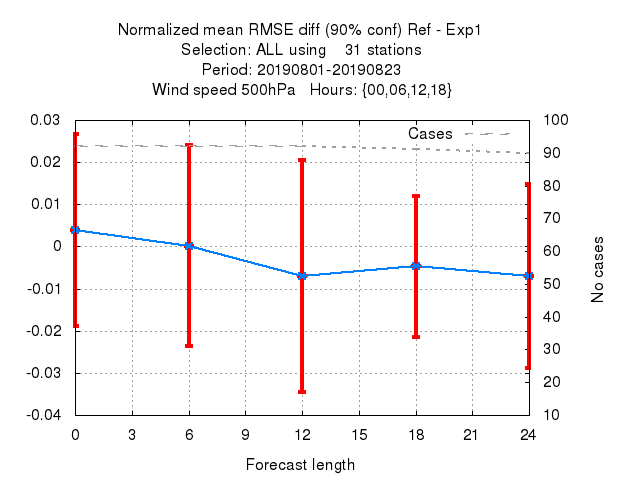 Normalized mean RMSE diff (90% conf) Ref - Exp1
Selection: ALL using    31 stations
Period: 20190801-20190823
Wind speed 500hPa   Hours: {00,06,12,18}
Cases
0.03
0.02
0.01
0
-0.01
-0.02
-0.03
-0.04
100
90
80
70
60
50
40
30
20
10
No cases
0 3 6 9 12 15 18 21 24
Forecast length